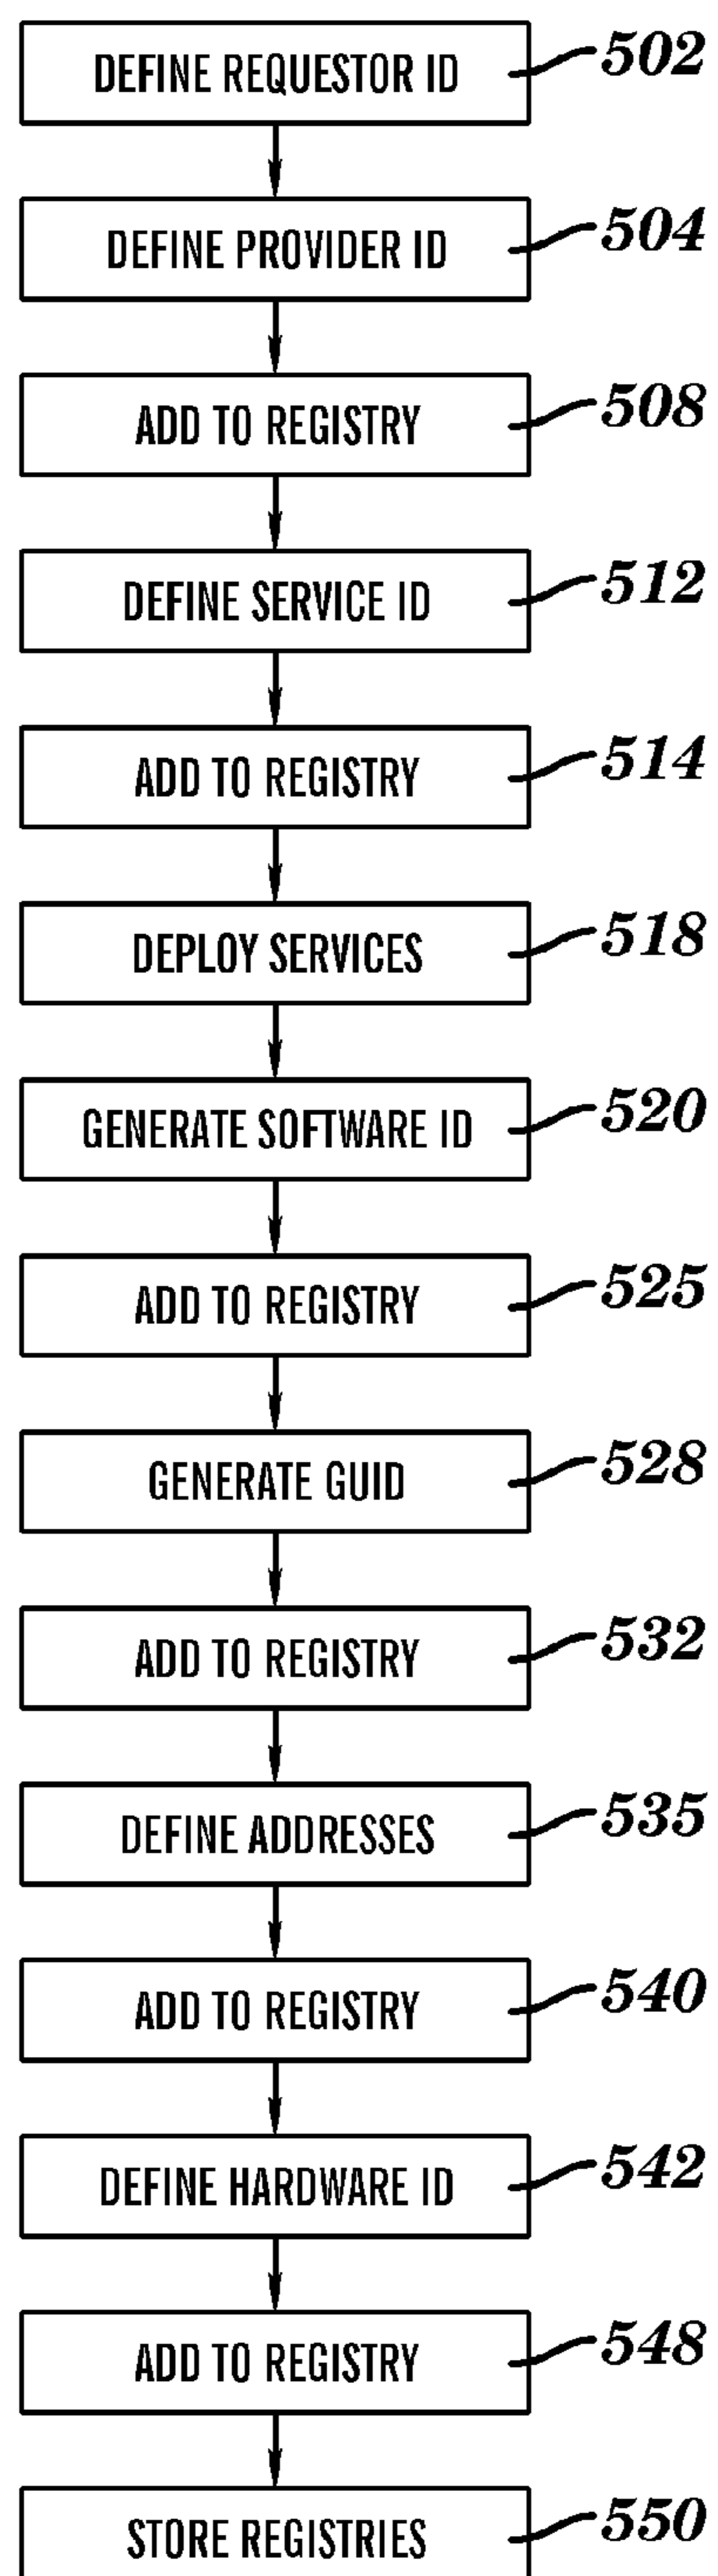 DEFINE REQUESTOR ID 502
DEFINE PROVIDER ID 504
ADD TO REGISTRY 508
DEFINE SERVICE ID 512
ADD TO REGISTRY 514
DEPLOY SERVICES 518
GENERATE SOFTWARE ID 520
ADD TO REGISTRY 525
GENERATE GUID 528
ADD TO REGISTRY 532
DEFINE ADDRESSES 535
ADD TO REGISTRY 540
DEFINE HARDWARE ID 542
ADD TO REGISTRY 548
STORE REGISTRIES 550